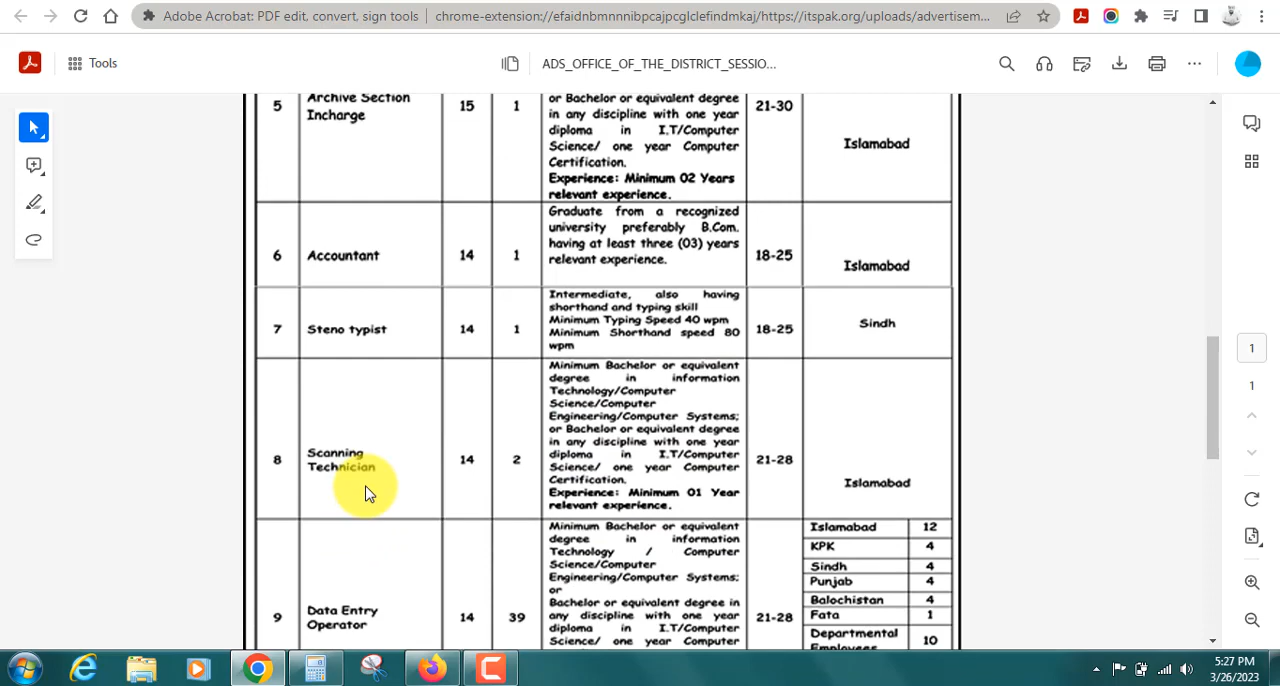 Adobe Acrobat: PDF edit, convert, sign tools
chrome-extension://efaidnbmnnnibpcajpcglclefindmkaj/https://itspak.org/uploads/advertisem...
Tools
ADS_OFFICE_OF_THE_DISTRICT_SESSIO...
5
Archive Section
Incharge
15
1
or Bachelor or equivalent degree
in any discipline with one year
diploma in I.T/Computer
Science/ one year Computer
Certification.
Experience: Minimum 02 Years
relevant experience.
21-30
Islamabad
6
Accountant
14
1
Graduate from a recognized
university preferably B.Com.
having at least three (03) years
relevant experience.
18-25
Islamabad
7
Steno typist
14
1
Intermediate, also having
shorthand and typing skill
Minimum Typing Speed 40 wpm
Minimum Shorthand speed 80
wpm
18-25
Sindh
8
Scanning
Technician
14
2
Minimum Bachelor or equivalent
degree in information
Technology/Computer
Science/Computer
Engineering/Computer Systems;
or Bachelor or equivalent degree
in any discipline with one year
diploma in I.T/Computer
Science/ one year Computer
Certification.
Experience: Minimum 01 Year
relevant experience.
21-28
Islamabad
9
Data Entry
Operator
14
39
Minimum Bachelor or equivalent
degree in information
Technology / Computer
Science/Computer
Engineering/Computer Systems;
or
Bachelor or equivalent degree in
any discipline with one year
diploma in I.T/Computer
Science/ one year Computer
21-28
Islamabad 12
KPK 4
Sindh 4
Punjab 4
Balochistan 4
Fata 1
Departmental
Employees 10
1
1
5:27 PM
3/26/2023